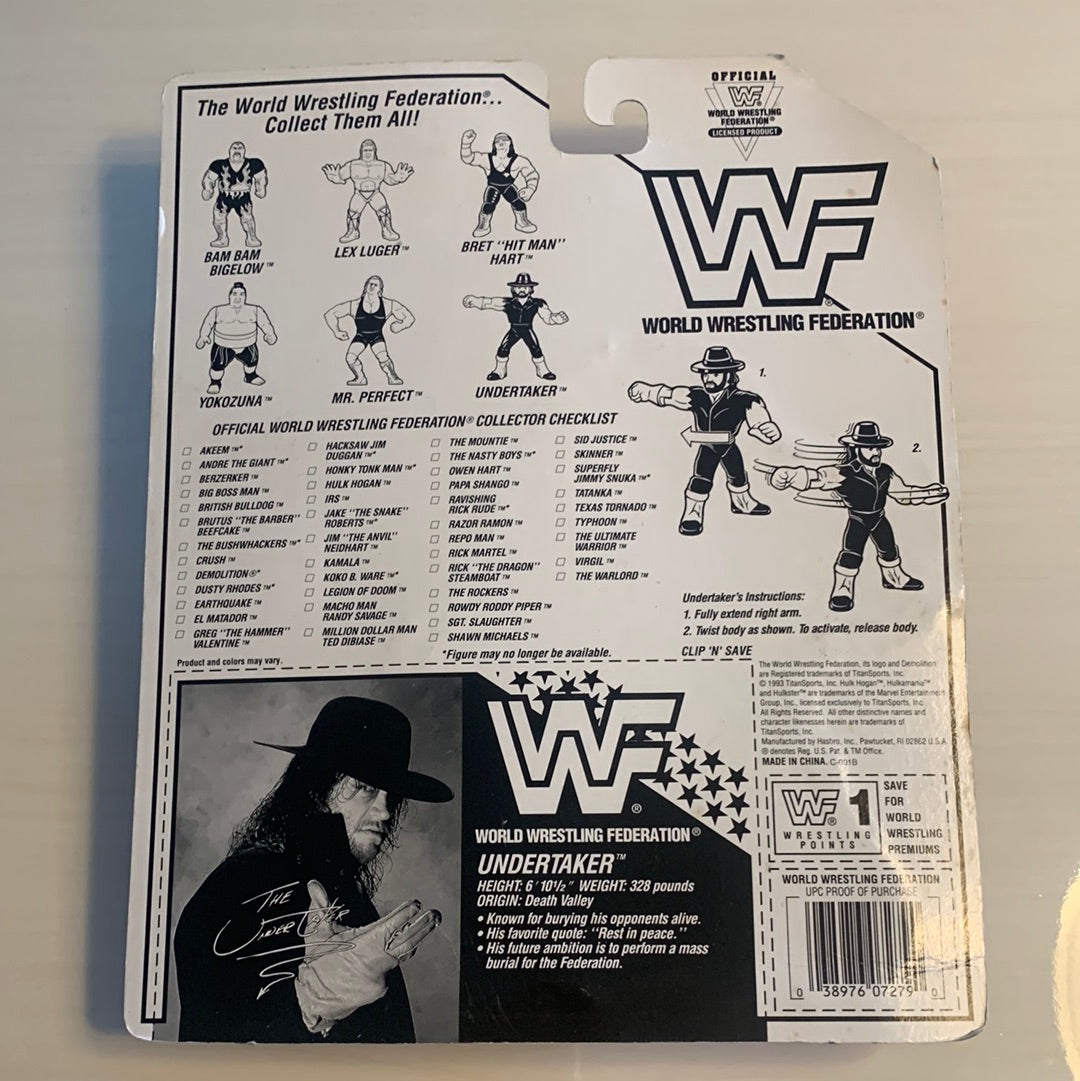 The World Wrestling Federation®...
Collect Them All!
BAM BAM
BIGELOW™
LEX LUGER™
BRET "HIT MAN"
HART™
YOKOZUNA™
MR. PERFECT™
UNDERTAKER™
OFFICIAL
WF®
WORLD WRESTLING
FEDERATION®
LICENSED PRODUCT
WF®
WORLD WRESTLING FEDERATION®
1.
2.
OFFICIAL WORLD WRESTLING FEDERATION® COLLECTOR CHECKLIST
AKEEM™*
ANDRE THE GIANT™*
BERZERKER™
BIG BOSS MAN™
BRITISH BULLDOG™
BRUTUS "THE BARBER"
BEEFCAKE™
THE BUSHWHACKERS™*
CRUSH™
DEMOLITION®*
DUSTY RHODES™*
EARTHQUAKE™
EL MATADOR™
GREG "THE HAMMER"
VALENTINE™
HACKSAW JIM
DUGGAN™*
HONKY TONK MAN™*
HULK HOGAN™
IRS™
JAKE "THE SNAKE"
ROBERTS™*
JIM "THE ANVIL"
NEIDHART™
KAMALA™
KOKO B. WARE™*
LEGION OF DOOM™
MACHO MAN
RANDY SAVAGE™
MILLION DOLLAR MAN
TED DIBIASE™
THE MOUNTIE™
THE NASTY BOYS™*
OWEN HART™
PAPA SHANGO™
RAVISHING
RICK RUDE™*
RAZOR RAMON™
REPO MAN™
RICK MARTEL™
RICK "THE DRAGON"
STEAMBOAT™
THE ROCKERS™
ROWDY RODDY PIPER™
SGT. SLAUGHTER™
SHAWN MICHAELS™
SID JUSTICE™
SKINNER™
SUPERFLY
JIMMY SNUKA™*
TATANKA™
TEXAS TORNADO™
TYPHOON™
THE ULTIMATE
WARRIOR™
VIRGIL™
THE WARLORD™
*Figure may no longer be available.
Product and colors may vary.
Undertaker's Instructions:
1. Fully extend right arm.
2. Twist body as shown. To activate, release body.
CLIP 'N' SAVE
The World Wrestling Federation, its logo and Demolition
are Registered trademarks of TitanSports, Inc.
© 1993 TitanSports, Inc. Hulk Hogan™, Hulkamania™
and Hulkster™ are trademarks of the Marvel Entertainment
Group, Inc., licensed exclusively to TitanSports, Inc.
All Rights Reserved. All other distinctive names and
character likenesses herein are trademarks of
TitanSports, Inc.
Manufactured by Hasbro, Inc., Pawtucket, RI 02862 U.S.A.
® denotes Reg. U.S. Pat. & TM Office.
MADE IN CHINA. C-001B
WF® 1
WRESTLING
POINTS
SAVE
FOR
WORLD
WRESTLING
PREMIUMS
WORLD WRESTLING FEDERATION
UPC PROOF OF PURCHASE
0 38976 07279 0
THE
UNDERTAKER
WF®
WORLD WRESTLING FEDERATION®
UNDERTAKER™
HEIGHT: 6'10½" WEIGHT: 328 pounds
ORIGIN: Death Valley
• Known for burying his opponents alive.
• His favorite quote: "Rest in peace."
• His future ambition is to perform a mass
burial for the Federation.